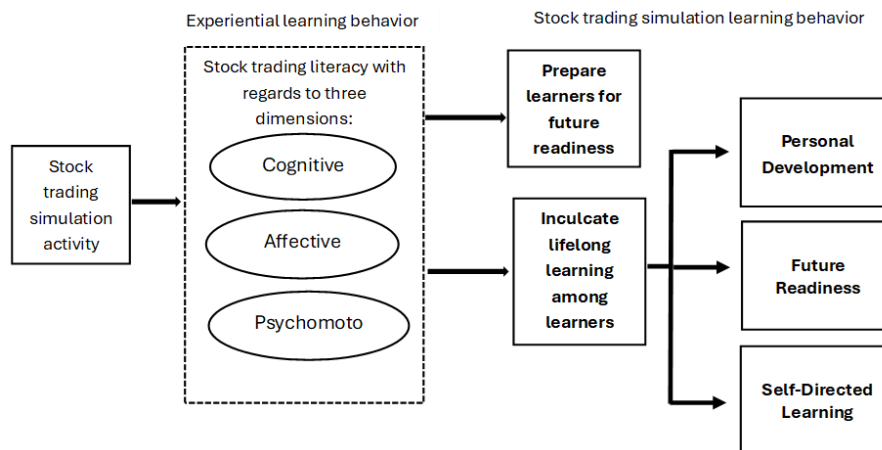 Experiential learning behavior
Stock trading simulation learning behavior
Stock trading literacy with
regards to three
dimensions:
Cognitive
Affective
Psychomoto
Stock
trading
simulation
activity
Prepare
learners for
future
readiness
Inculcate
lifelong
learning
among
learners
Personal
Development
Future
Readiness
Self-Directed
Learning